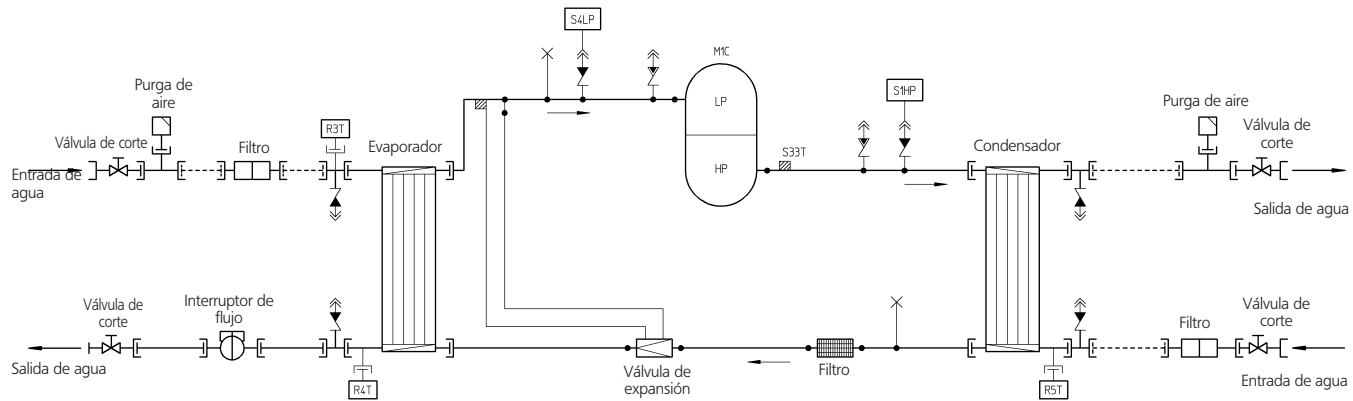 S4LP
M1C
Purga de
aire
LP
S1HP
Purga de aire
R3T
Válvula de corte
Filtro
Evaporador
S33T
Condensador
Válvula de
corte
HP
Entrada de
agua
Salida de agua
Válvula de
corte
Interruptor de
flujo
Filtro
Válvula de
corte
Salida de agua
Válvula de
expansión
Filtro
Entrada de agua
R4T
R5T